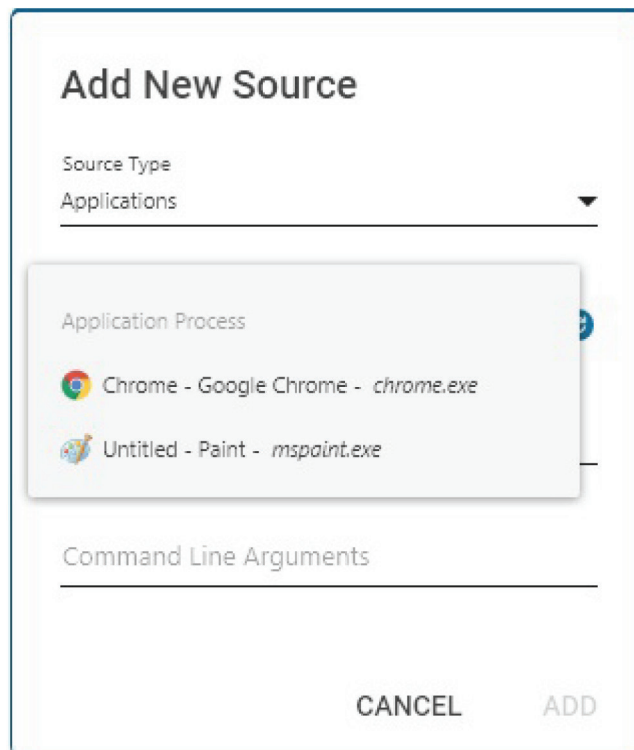 Add New Source
Source Type
Applications
Application Process
Chrome - Google Chrome - chrome.exe
Untitled - Paint - mspaint.exe
Command Line Arguments
CANCEL ADD